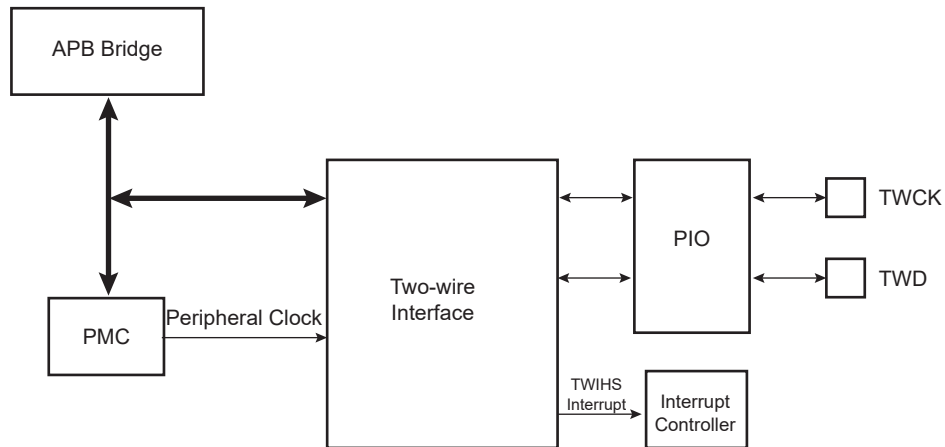 APB Bridge
TWCK
PIO
Two-wire
Interface
TWD
Peripheral Clock
PMC
TWIHS
Interrupt
Interrupt
Controller